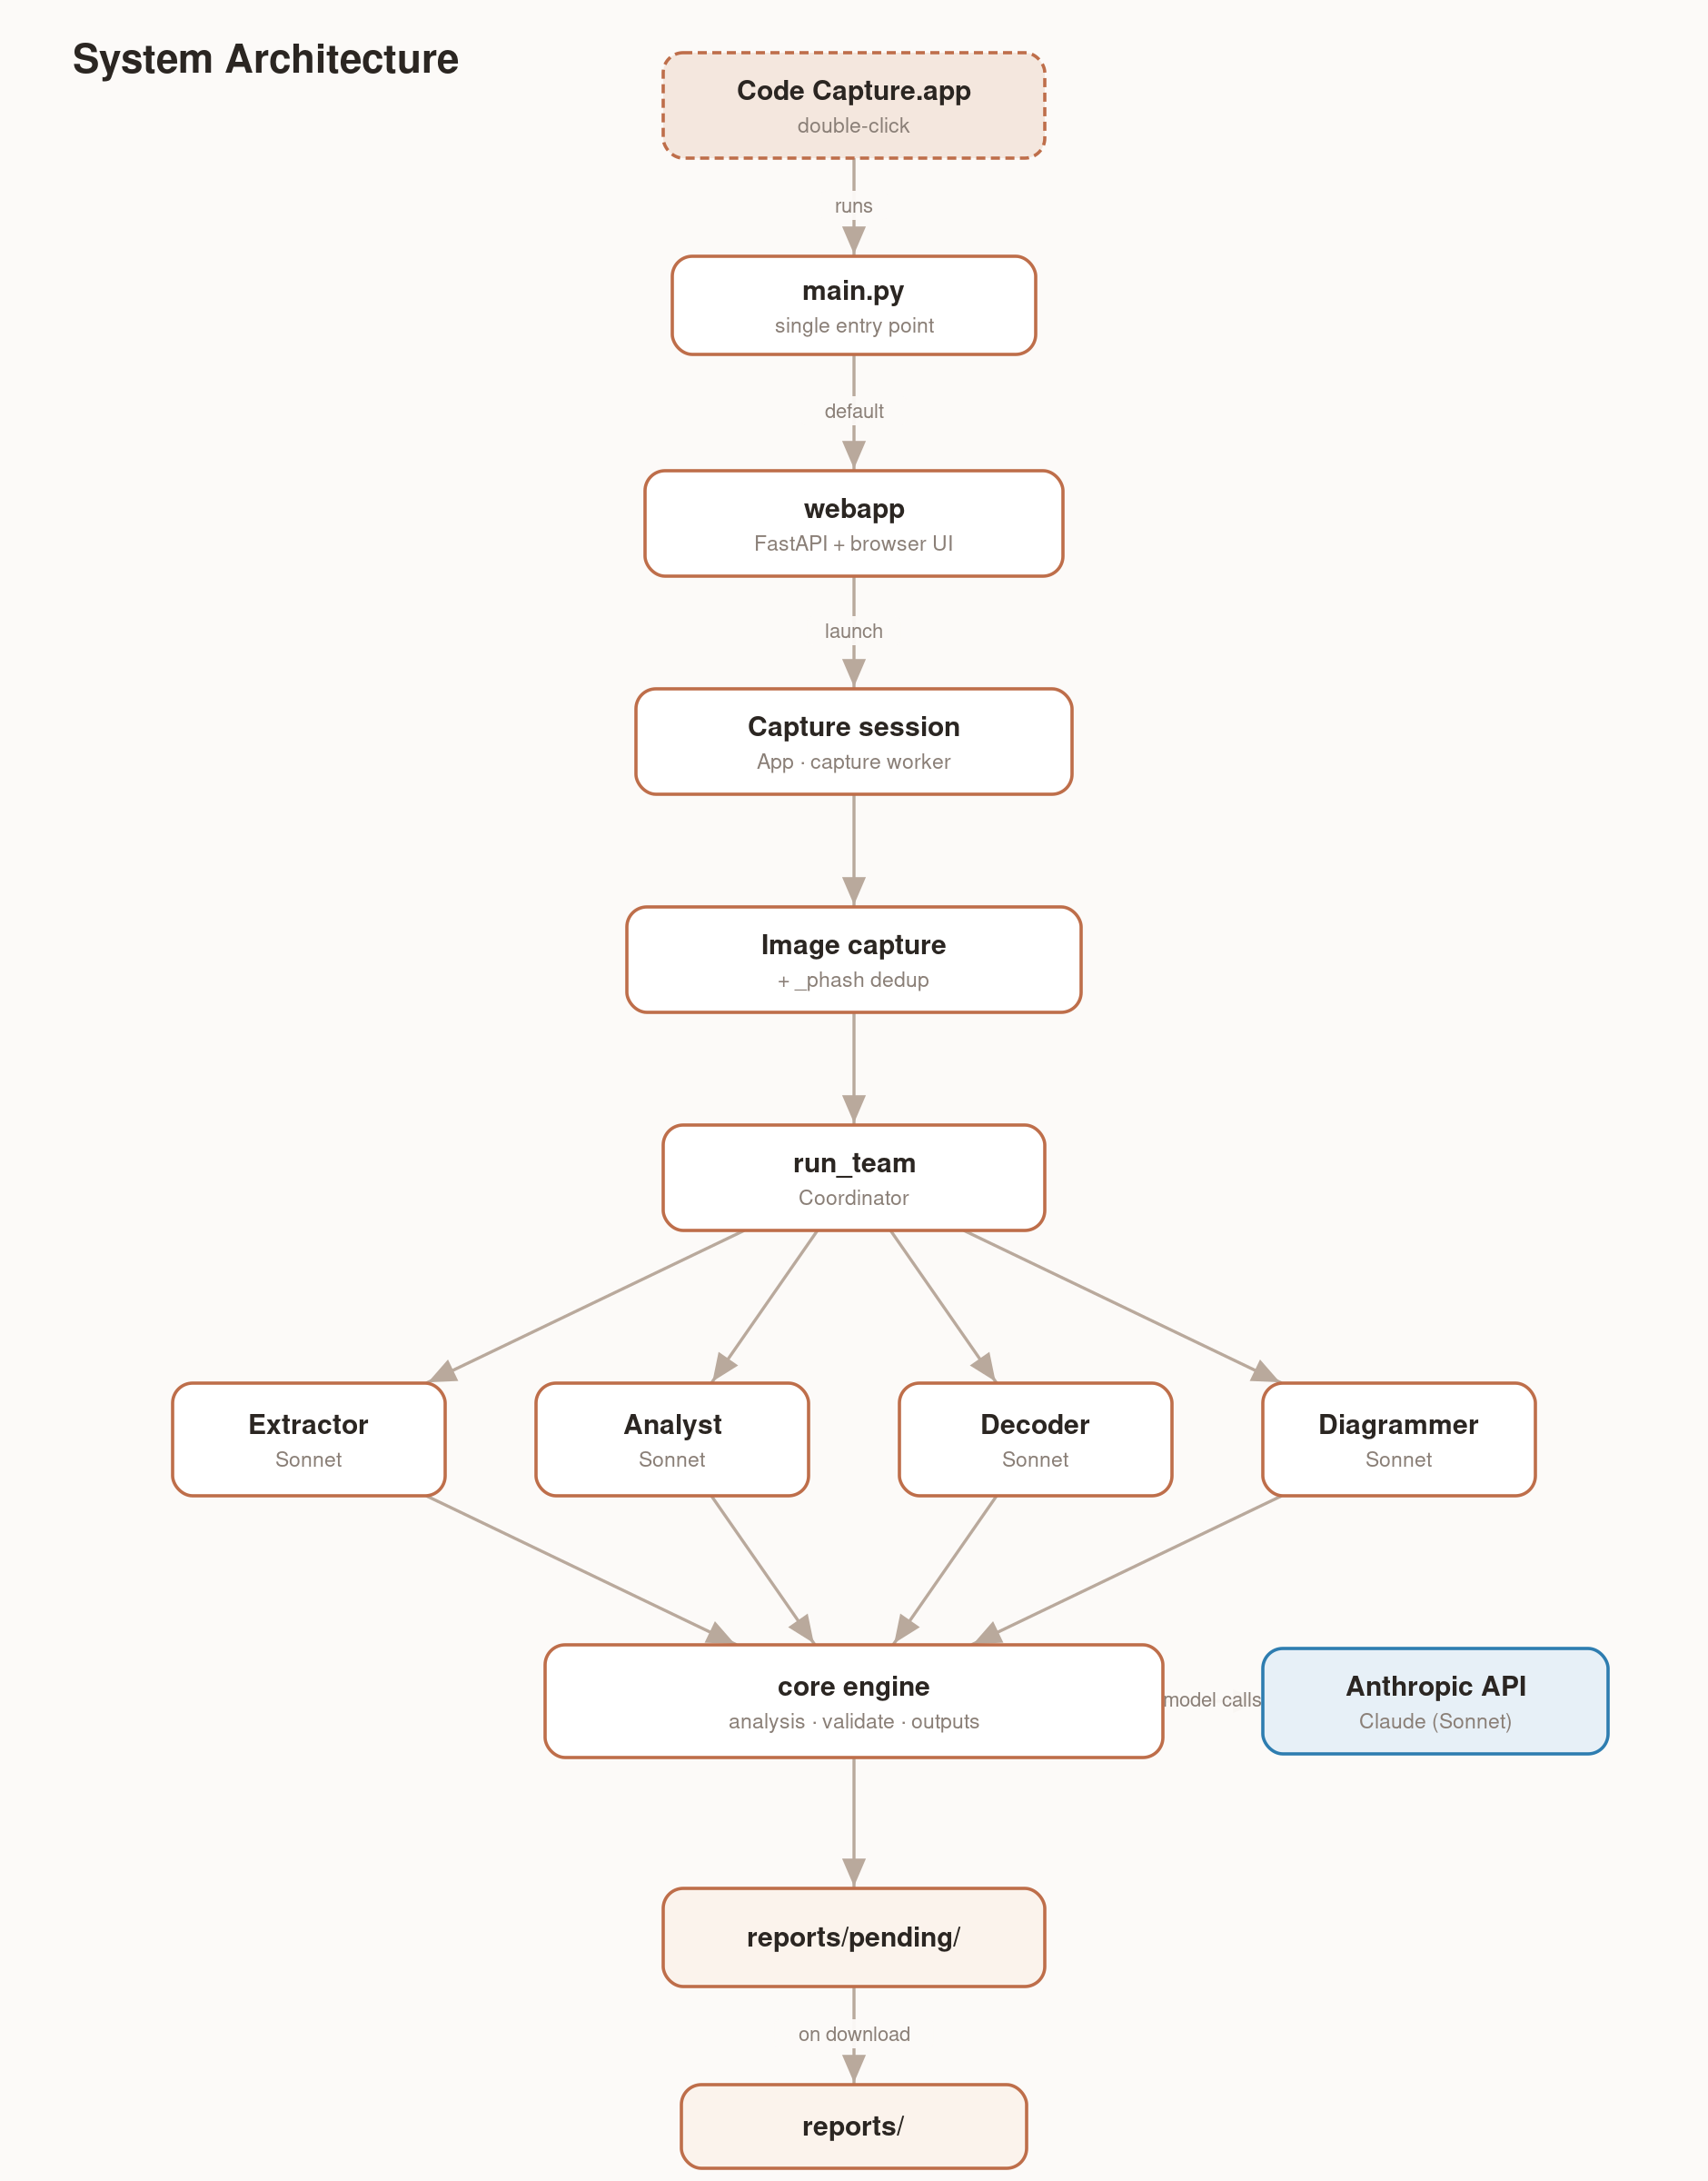 System Architecture
Code Capture.app
double-click
runs
main.py
single entry point
default
webapp
FastAPI + browser UI
launch
Capture session
App · capture worker
Image capture
+ _phash dedup
run_team
Coordinator
Extractor
Sonnet
Analyst
Sonnet
Decoder
Sonnet
Diagrammer
Sonnet
core engine
analysis · validate · outputs
model calls
Anthropic API
Claude (Sonnet)
reports/pending/
on download
reports/